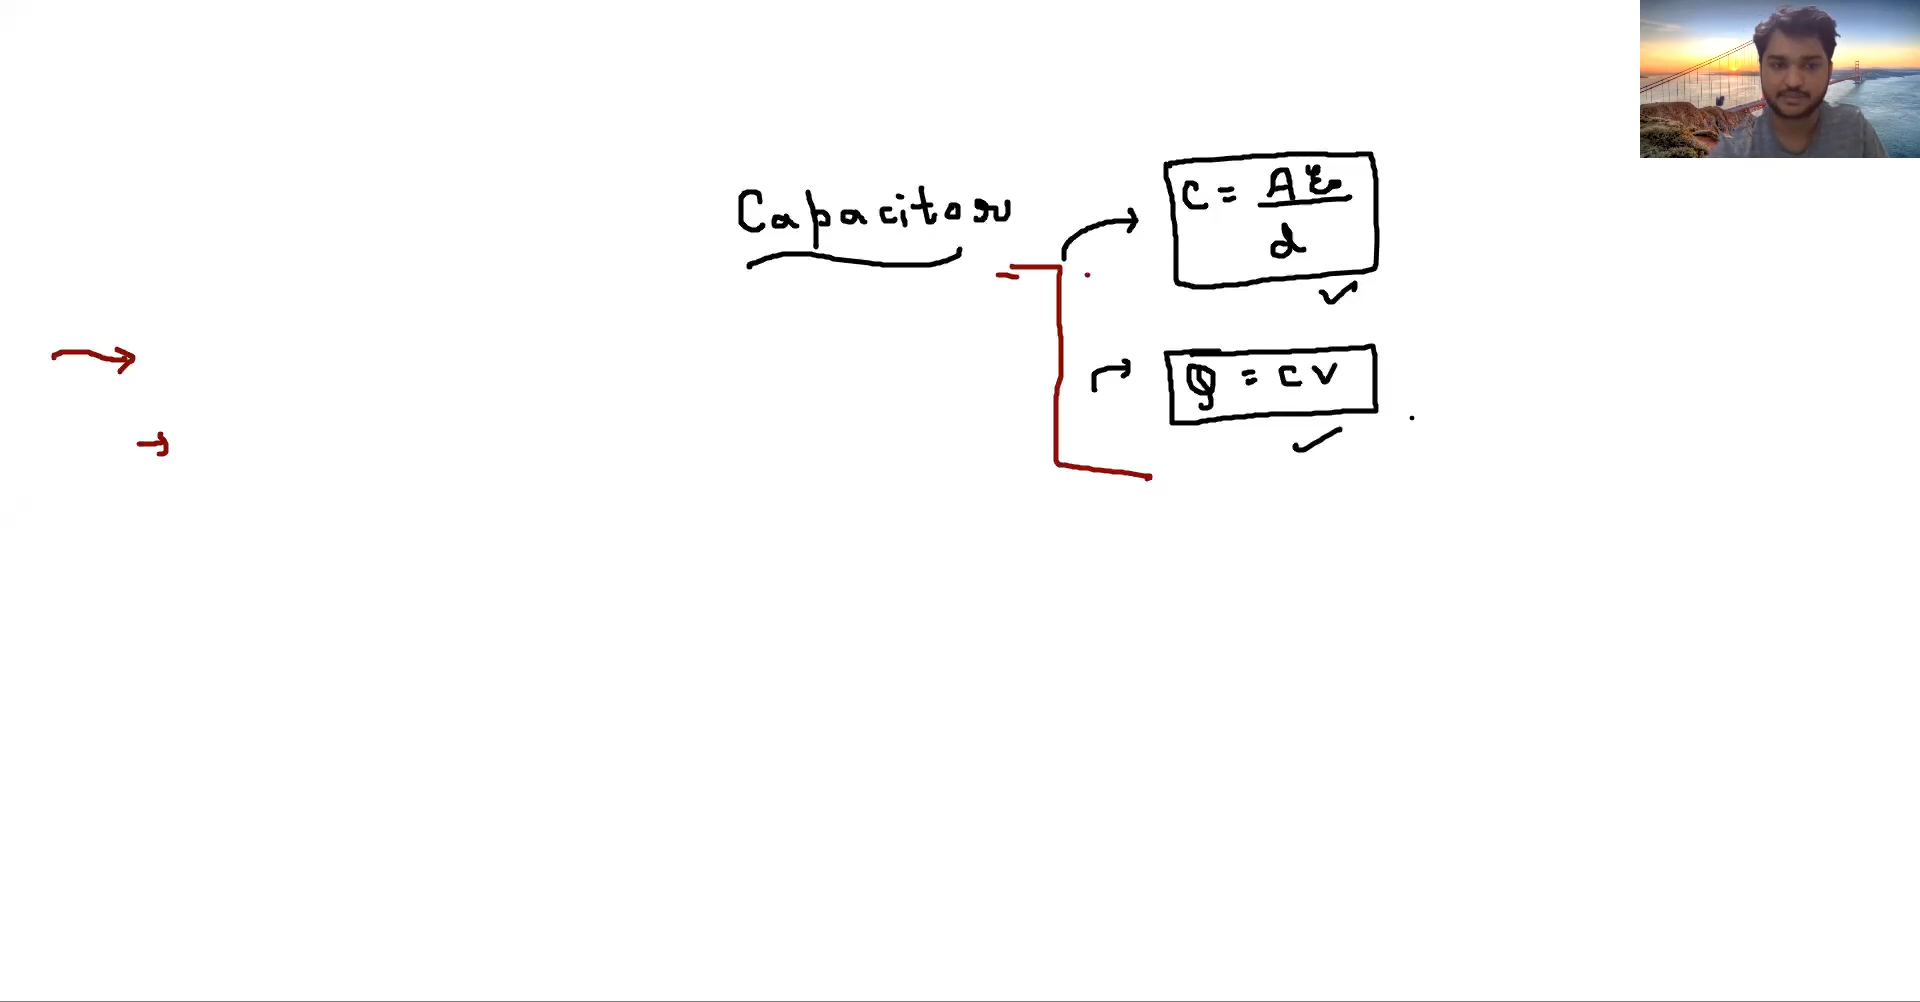 Capacitor
C = Aε₀
d
Q = CV